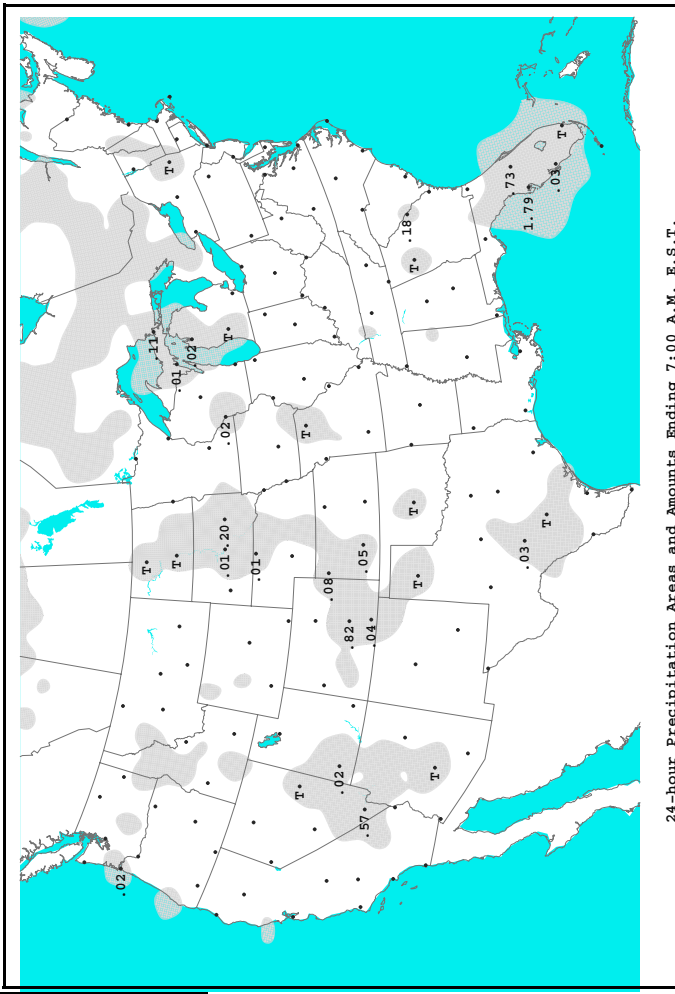 .02
T
.11
T
T
.01
.02
.01
.20
.02
T
.01
T
T
.08
.02
.82
.57
.05
.04
.18
T
T
T
T
.73
.03
1.79
T
.03
T
24-hour Precipitation Areas and Amounts Ending 7:00 A.M. E.S.T.